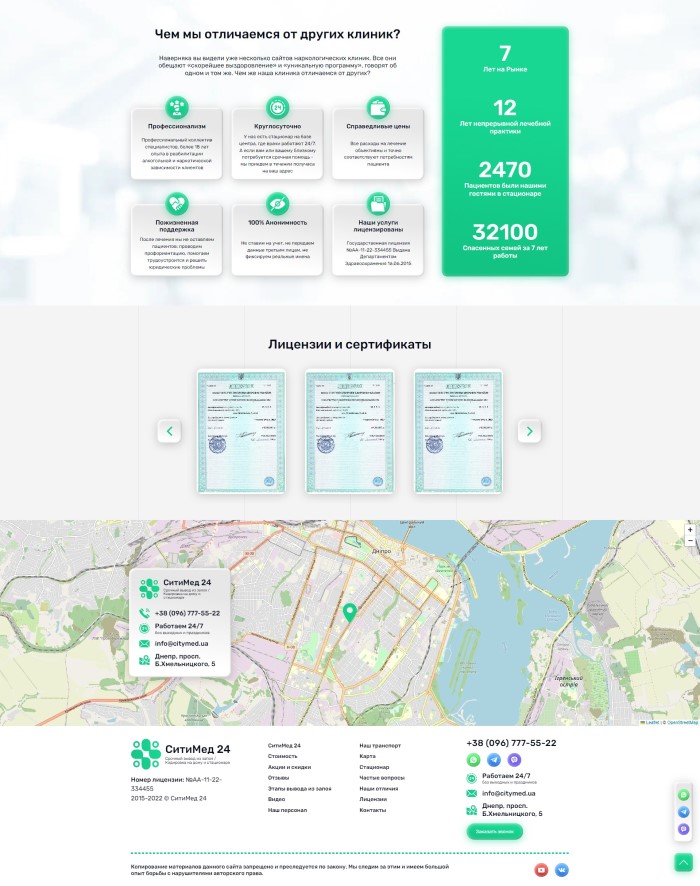 Чем мы отличаемся от других клиник?
Наверняка вы видели уже несколько сайтов наркологических клиник. Все они
обещают «скорейшее выздоровление» и «уникальную программу», говорят об
одном и том же. Чем же наша клиника отличаемся от других?
Профессионализм
Профессиональный коллектив
специалистов, более 18 лет
опыта в реабилитации
алкогольной и наркотической
зависимости клиентов
Круглосуточно
У нас есть стационар на базе
центра, где врачи работают 24/7.
А если вам или вашему близкому
потребуется срочная помощь -
мы приедем в течении получаса
на ваш адрес
Справедливые цены
Все расходы на лечение
объективны и точно
соответствуют потребностям
пациента
Пожизненная
поддержка
После лечения мы не оставляем
пациентов: проводим
профориентацию, помогаем
трудоустроится и решить
юридические проблемы
100% Анонимность
Не ставим на учет, не передаем
данные третьим лицам, не
фиксируем реальные имена
Наши услуги
лицензированы
Государственная лицензия
№АА-11-22-334455 Выдана
Департаментом
Здравоохранения 16.06.2015
7
Лет на Рынке
12
Лет непрерывной лечебной
практики
2470
Пациентов были нашими
гостями в стационаре
32100
Спасенных семей за 7 лет
работы
Лицензии и сертификаты
Дніпро
+
−
СитиМед 24
Срочный вывод из запоя /
Кодировка на дому и
стационаре
+38 (096) 777-55-22
Работаем 24/7
без выходных и праздников
info@citymed.ua
Днепр, просп.
Б.Хмельницкого, 5
Leaflet | © OpenStreetMap
СитиМед 24
Срочный вывод из запоя /
Кодировка на дому и стационаре
Номер лицензии: №АА-11-22-
334455
2015-2022 © СитиМед 24
СитиМед 24
Стоимость
Акции и скидки
Отзывы
Этапы вывода из запоя
Видео
Наш персонал
Наш транспорт
Карта
Стационар
Частые вопросы
Наши отличия
Лицензии
Контакты
+38 (096) 777-55-22
Работаем 24/7
без выходных и праздников
info@citymed.ua
Днепр, просп.
Б.Хмельницкого, 5
Заказать звонок
Копирование материалов данного сайта запрещено и преследуется по закону. Мы следим за этим и имеем большой
опыт борьбы с нарушителями авторского права.